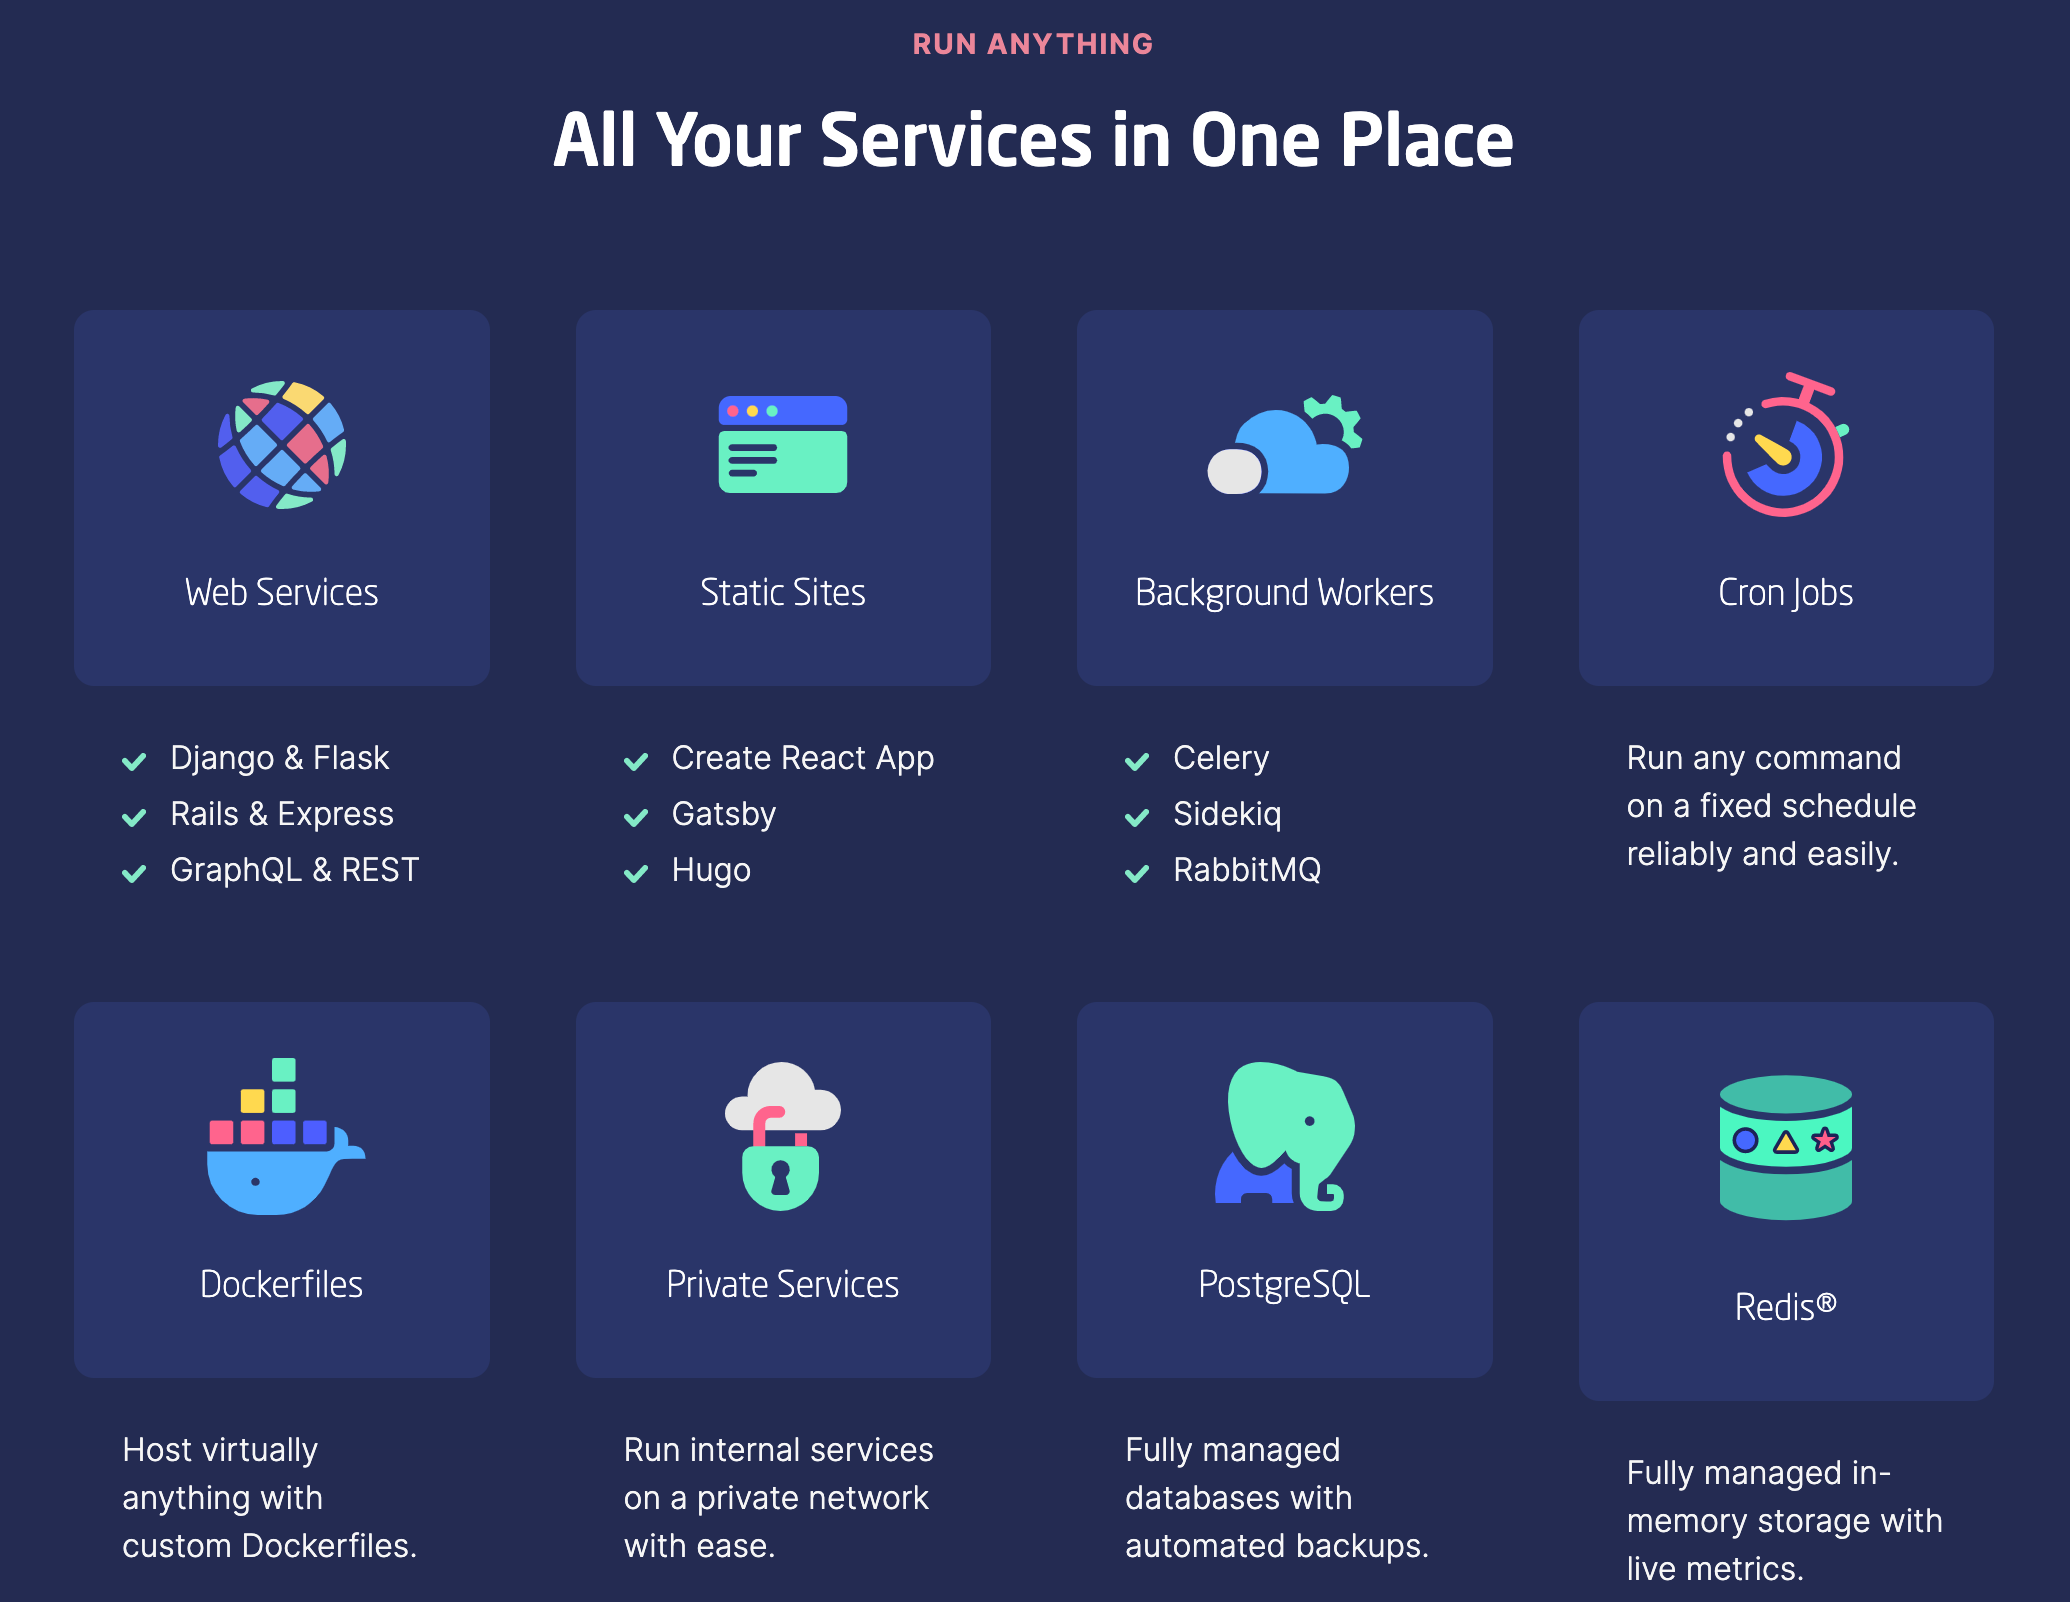 RUN ANYTHING
All Your Services in One Place
Web Services
Static Sites
Background Workers
Cron Jobs
Django & Flask
Rails & Express
GraphQL & REST
Create React App
Gatsby
Hugo
Celery
Sidekiq
RabbitMQ
Run any command
on a fixed schedule
reliably and easily.
Dockerfiles
Private Services
PostgreSQL
Redis®
Host virtually
anything with
custom Dockerfiles.
Run internal services
on a private network
with ease.
Fully managed
databases with
automated backups.
Fully managed in-
memory storage with
live metrics.